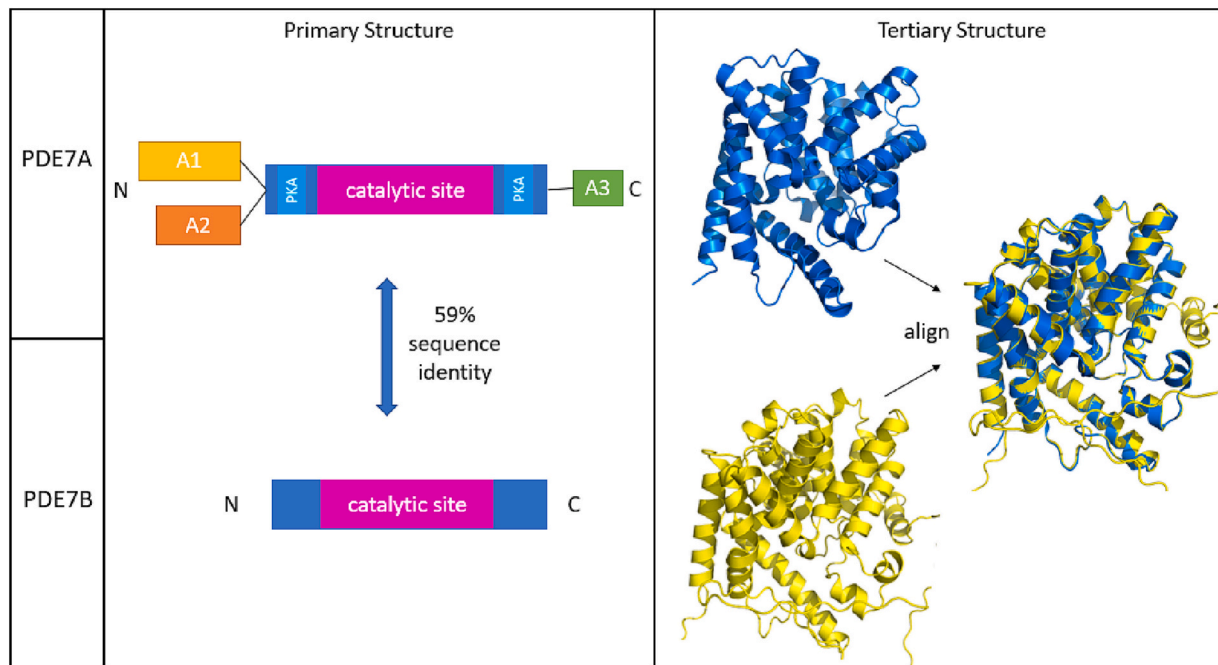 Primary Structure
Tertiary Structure
PDE7A
A1
N
PKA
catalytic site
PKA
A3
C
A2
59%
sequence
identity
align
PDE7B
N
catalytic site
C